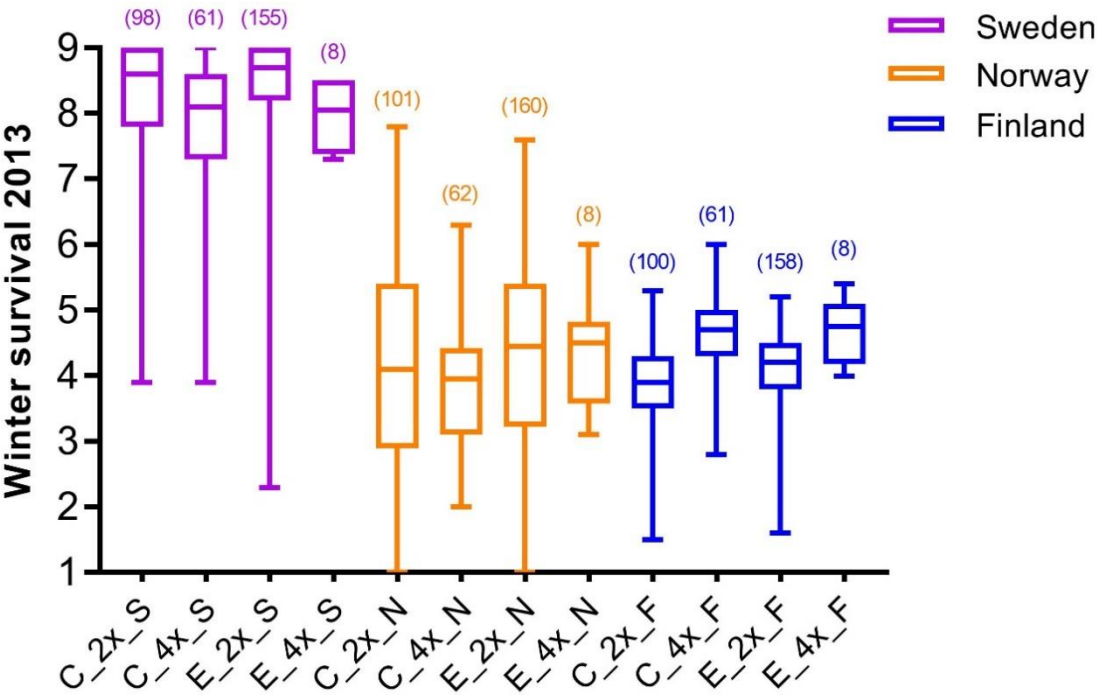 (98) (61) (155) (8) (101) (62) (160) (8) (100) (61) (158) (8)
Sweden
Norway
Finland
Winter survival 2013
9
8
7
6
5
4
3
2
1
C_2x_S
C_4x_S
E_2x_S
E_4x_S
C_2x_N
C_4x_N
E_2x_N
E_4x_N
C_2x_F
C_4x_F
E_2x_F
E_4x_F